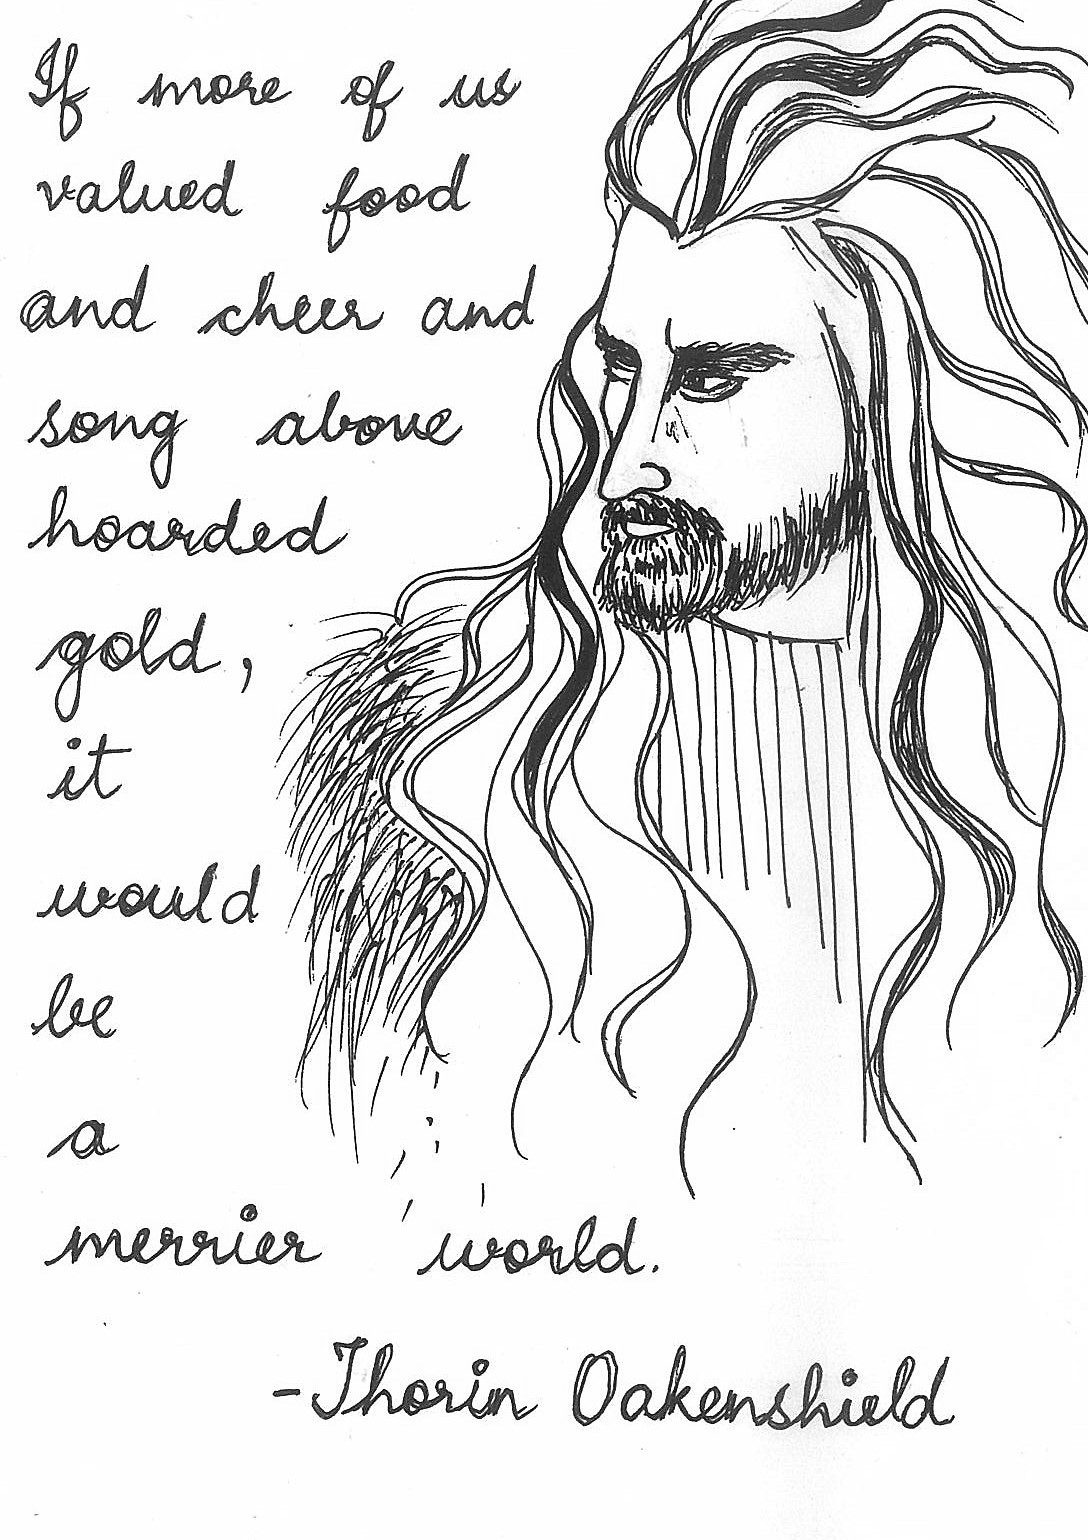 If more of us
valued food
and cheer and
song above
hoarded
gold,
it
would
be
a
merrier world.
-Thorin Oakenshield